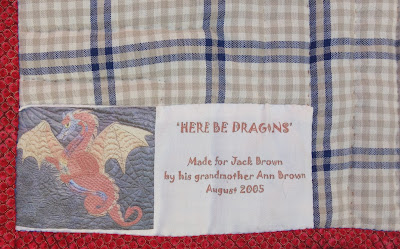 'HERE BE DRAGONS'
Made for Jack Brown
by his grandmother Ann Brown
August 2005